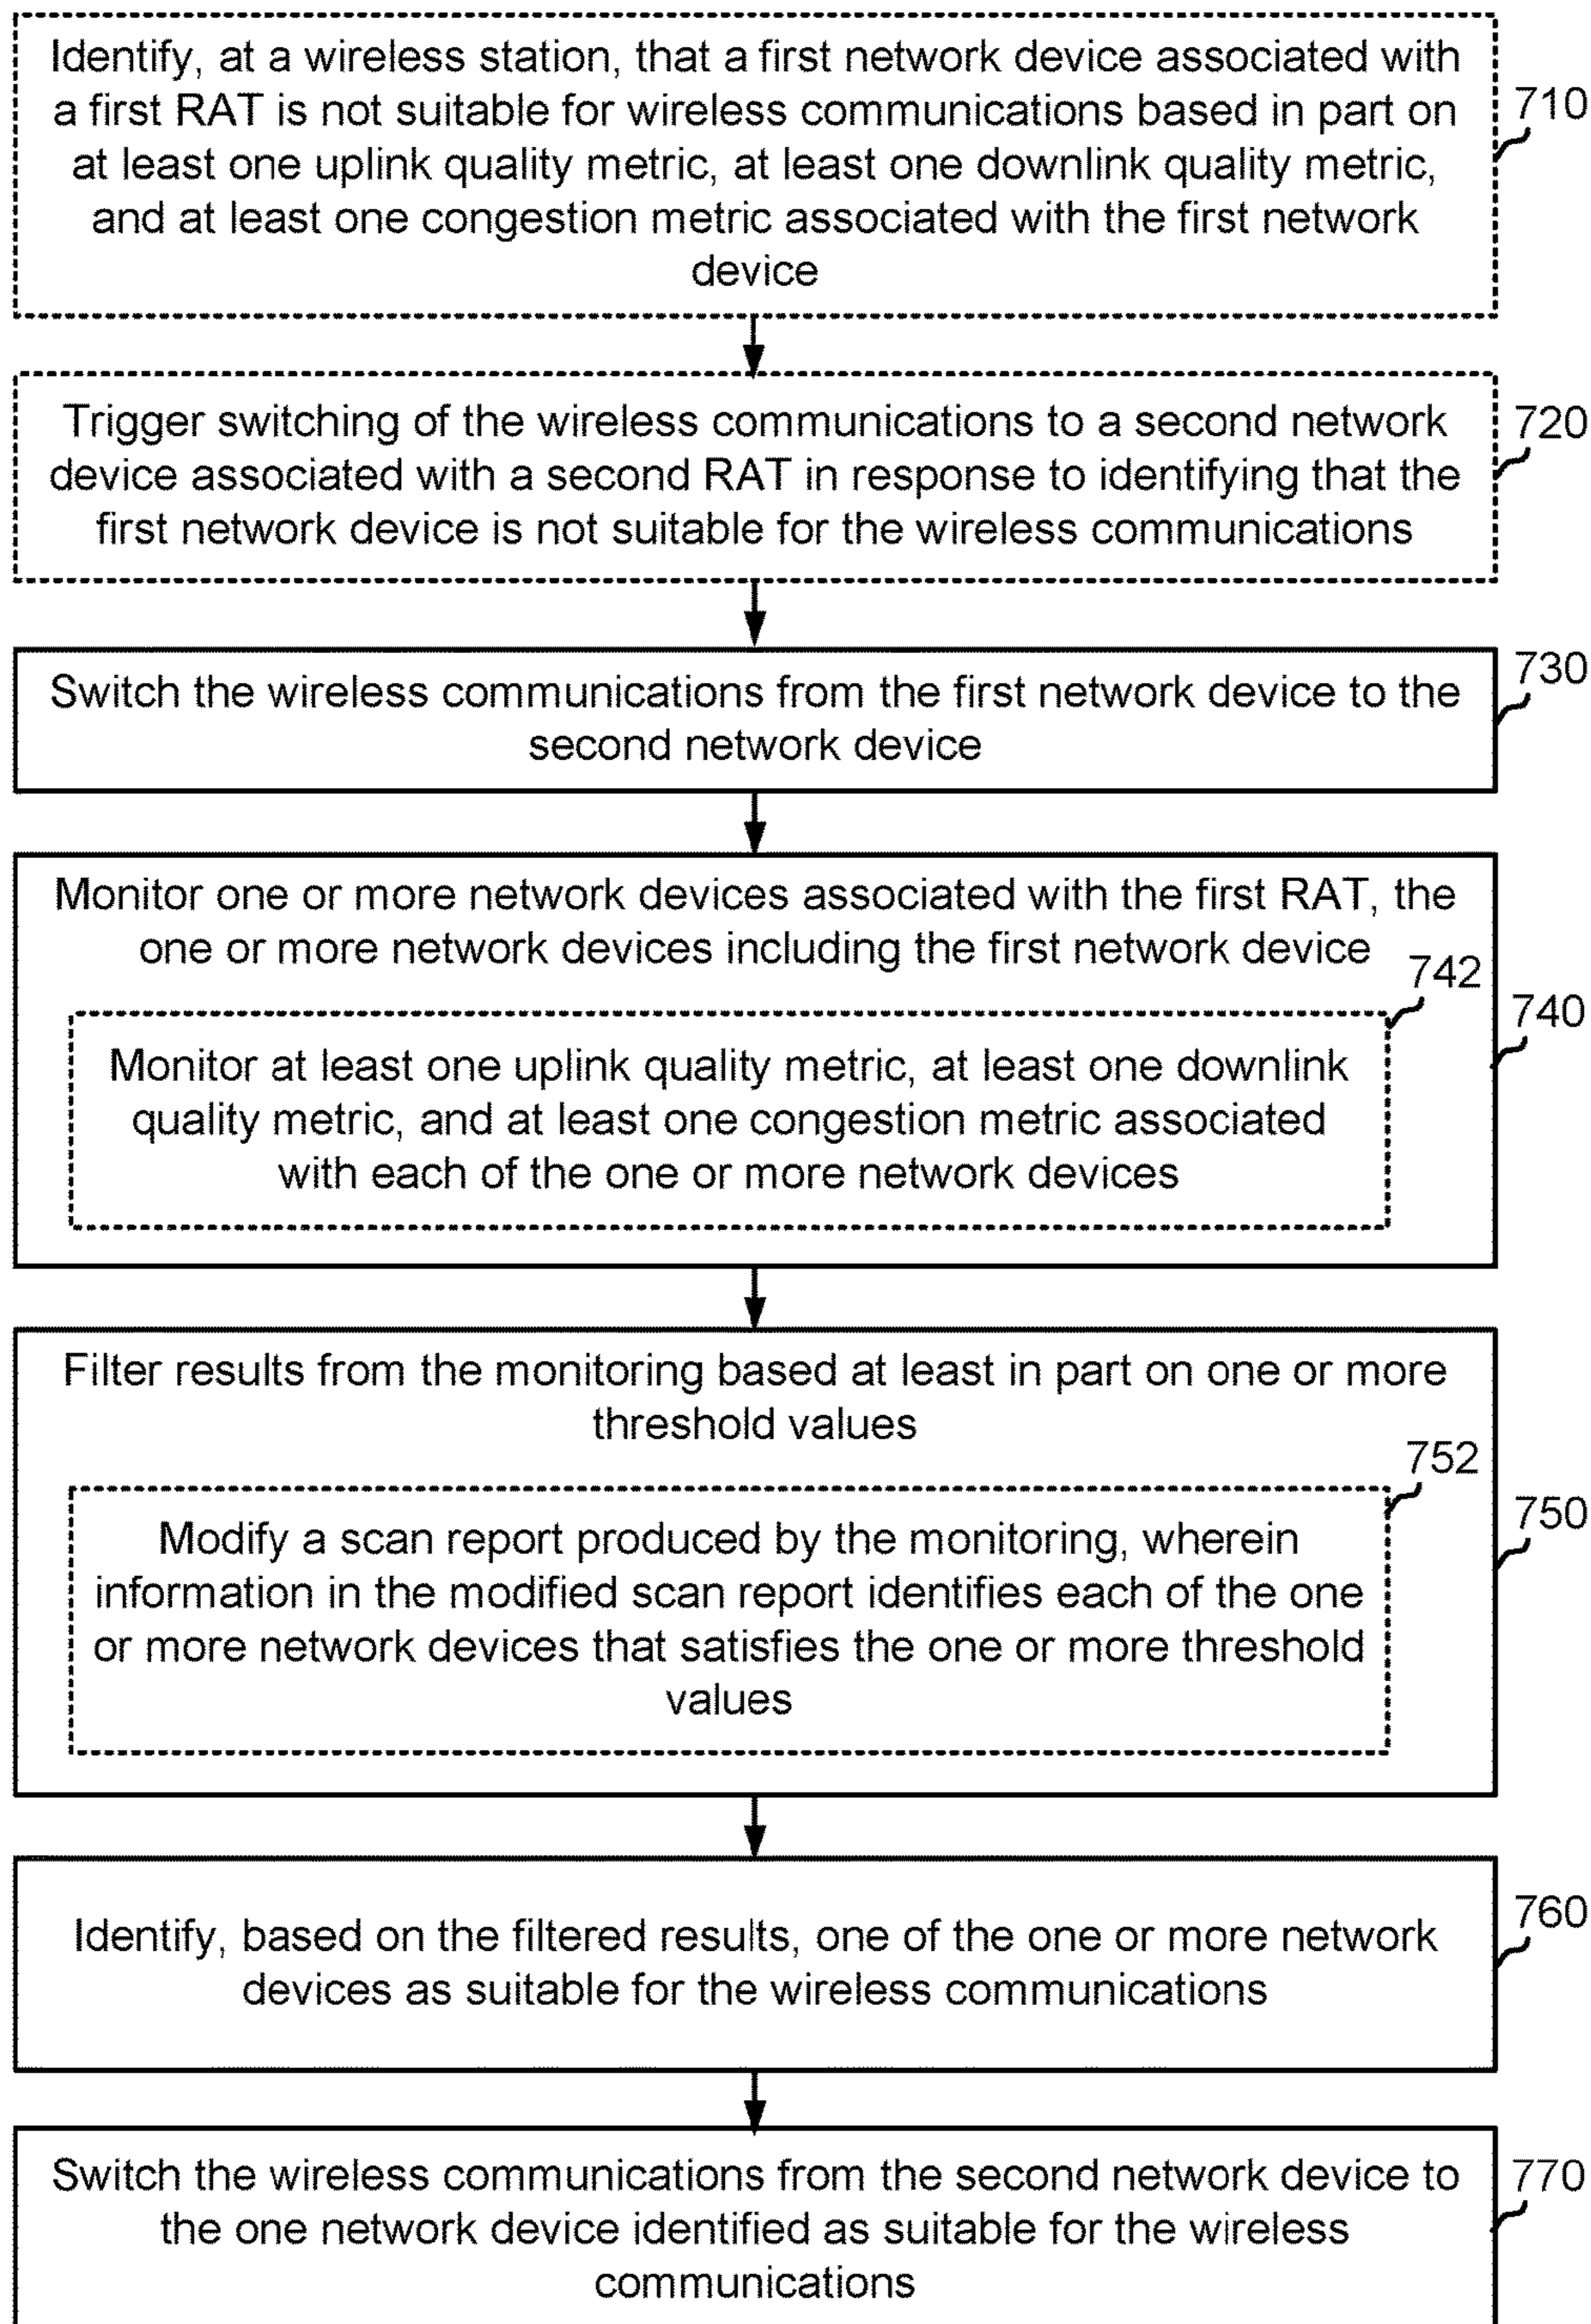 Identify, at a wireless station, that a first network device associated with
a first RAT is not suitable for wireless communications based in part on
at least one uplink quality metric, at least one downlink quality metric,
and at least one congestion metric associated with the first network
device
710
Trigger switching of the wireless communications to a second network
device associated with a second RAT in response to identifying that the
first network device is not suitable for the wireless communications
720
Switch the wireless communications from the first network device to the
second network device
730
Monitor one or more network devices associated with the first RAT, the
one or more network devices including the first network device
742
740
Monitor at least one uplink quality metric, at least one downlink
quality metric, and at least one congestion metric associated
with each of the one or more network devices
Filter results from the monitoring based at least in part on one or more
threshold values
752
750
Modify a scan report produced by the monitoring, wherein
information in the modified scan report identifies each of the one
or more network devices that satisfies the one or more threshold
values
Identify, based on the filtered results, one of the one or more network
devices as suitable for the wireless communications
760
Switch the wireless communications from the second network device to
the one network device identified as suitable for the wireless
communications
770